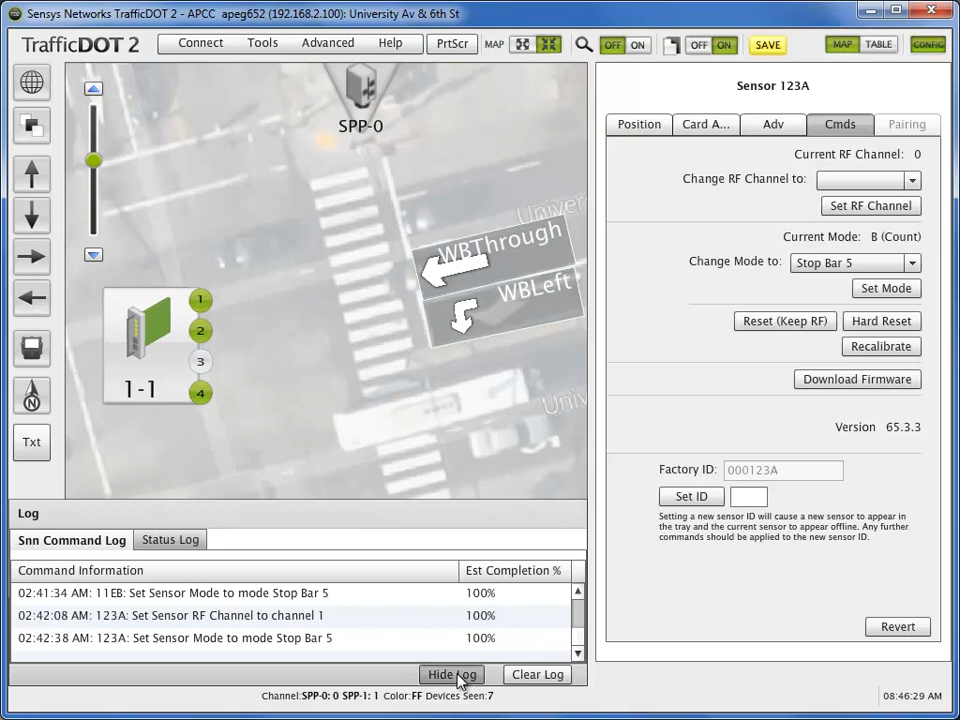 Sensys Networks TrafficDOT 2 - APCC apeg652 (192.168.2.100): University Av & 6th St
TrafficDOT 2
Connect Tools Advanced Help PrtScr MAP OFF ON OFF ON SAVE MAP TABLE CONFIG
SPP-0
WBThrough
WBLeft
Univer
Univ
1
2
3
4
1-1
Txt
Sensor 123A
Position Card A... Adv Cmds Pairing
Current RF Channel: 0
Change RF Channel to:
Set RF Channel
Current Mode: B (Count)
Change Mode to: Stop Bar 5
Set Mode
Reset (Keep RF) Hard Reset
Recalibrate
Download Firmware
Version 65.3.3
Factory ID: 000123A
Set ID
Setting a new sensor ID will cause a new sensor to appear in
the tray and the current sensor to appear offline. Any further
commands should be applied to the new sensor ID.
Revert
Log
Snn Command Log Status Log
Command Information Est Completion %
02:41:34 AM: 11EB: Set Sensor Mode to mode Stop Bar 5 100%
02:42:08 AM: 123A: Set Sensor RF Channel to channel 1 100%
02:42:38 AM: 123A: Set Sensor Mode to mode Stop Bar 5 100%
Hide Log Clear Log
Channel:SPP-0: 0 SPP-1: 1 Color:FF Devices Seen:7
08:46:29 AM